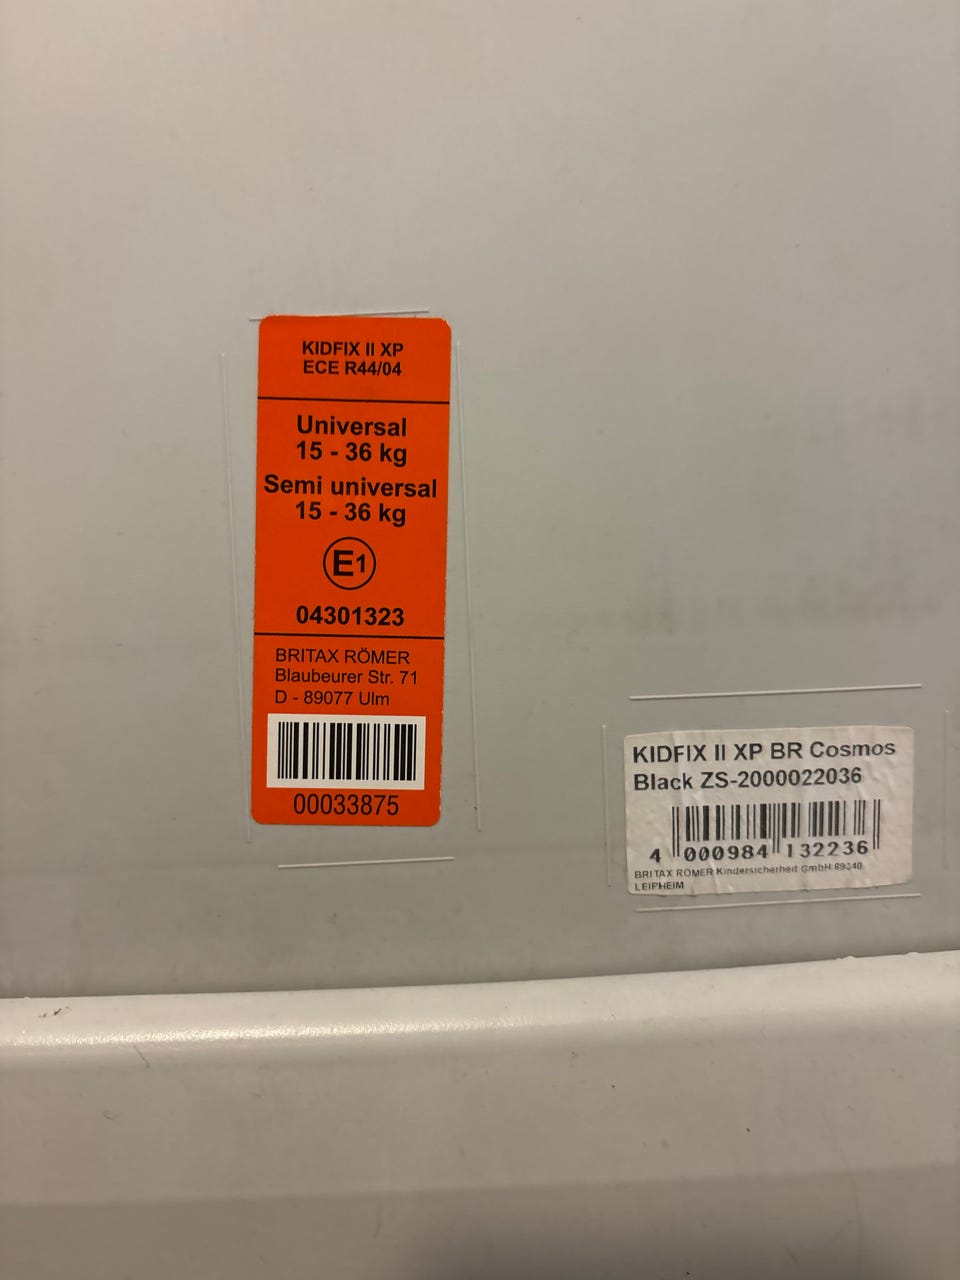 KIDFIX II XP
ECE R44/04
Universal
15 - 36 kg
Semi universal
15 - 36 kg
E1
04301323
BRITAX RÖMER
Blaubeurer Str. 71
D - 89077 Ulm
00033875
KIDFIX II XP BR Cosmos
Black ZS-2000022036
4 000984 132236
BRITAX RÖMER Kindersicherheit GmbH 89340
LEIPHEIM